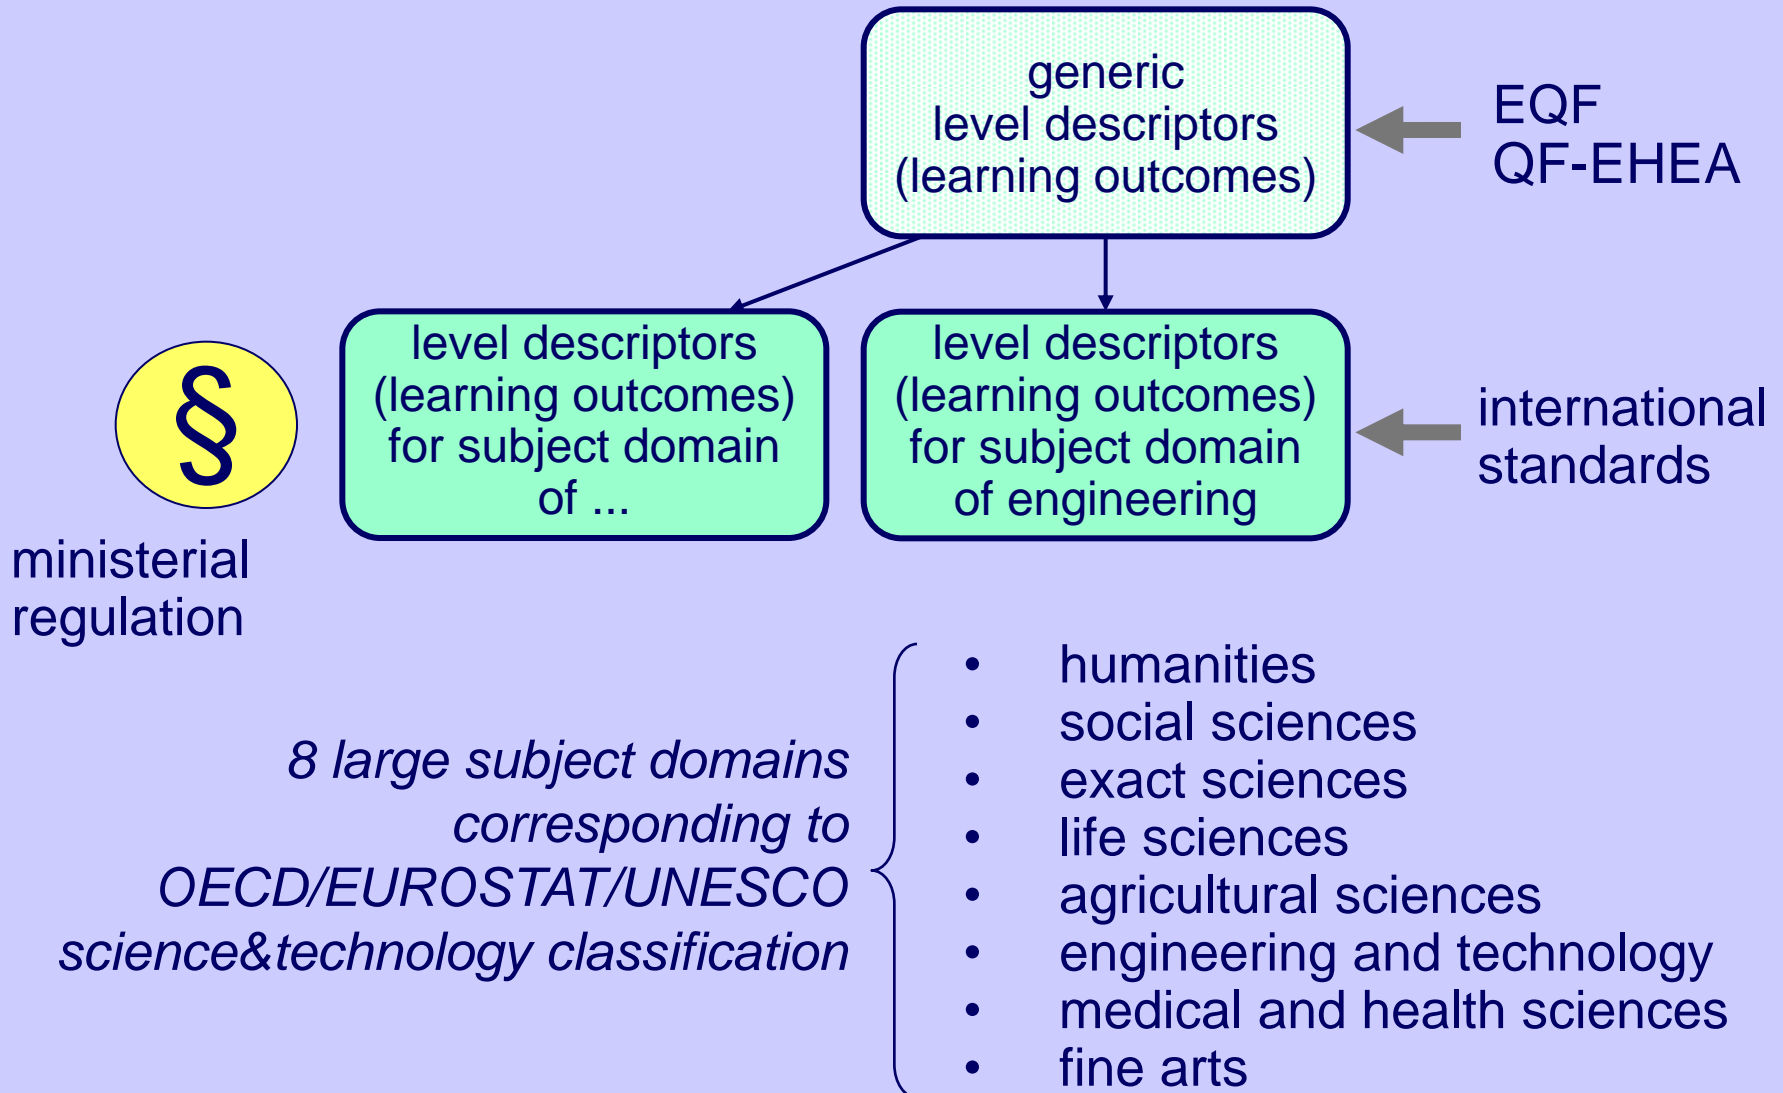 generic
level descriptors
(learning outcomes)
EQF
QF-EHEA
level descriptors
(learning outcomes)
for subject domain
of ...
level descriptors
(learning outcomes)
for subject domain
of engineering
international
standards
§
ministerial
regulation
8 large subject domains
corresponding to
OECD/EUROSTAT/UNESCO
science&technology classification
• humanities
• social sciences
• exact sciences
• life sciences
• agricultural sciences
• engineering and technology
• medical and health sciences
• fine arts